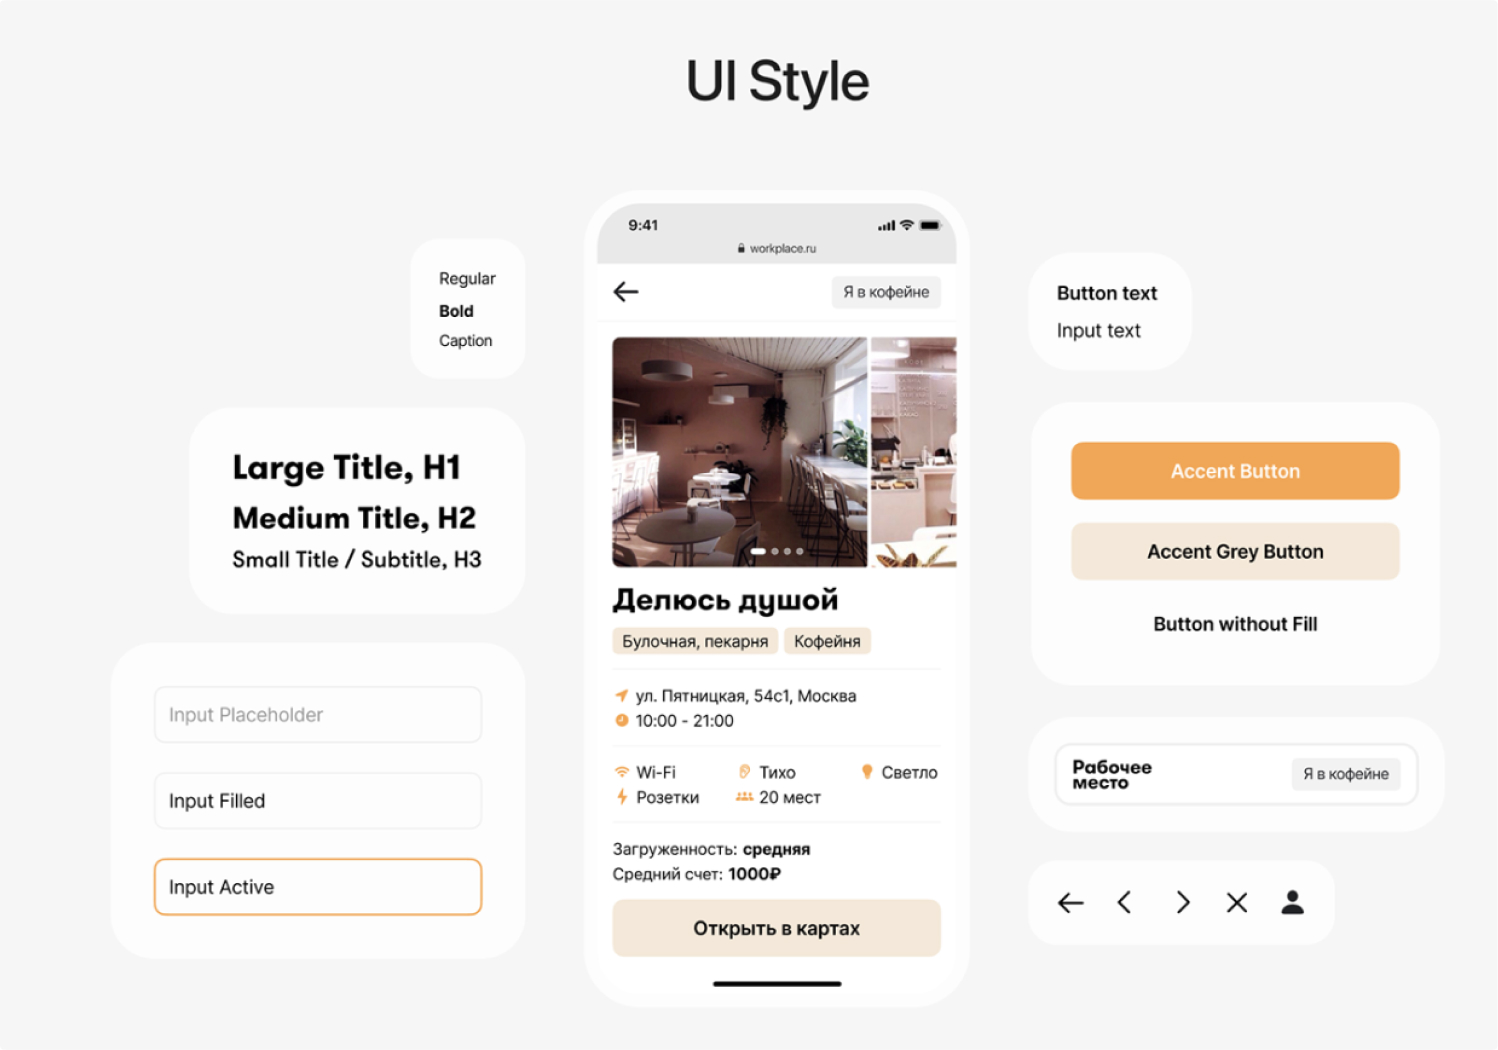 UI Style
Regular
Bold
Caption
Large Title, H1
Medium Title, H2
Small Title / Subtitle, H3
Input Placeholder
Input Filled
Input Active
9:41
workplace.ru
Я в кофейне
Делюсь душой
Булочная, пекарня Кофейня
ул. Пятницкая, 54с1, Москва
10:00 - 21:00
Wi-Fi Тихо Светло
Розетки 20 мест
Загруженность: средняя
Средний счет: 1000₽
Открыть в картах
Button text
Input text
Accent Button
Accent Grey Button
Button without Fill
Рабочее
место
Я в кофейне